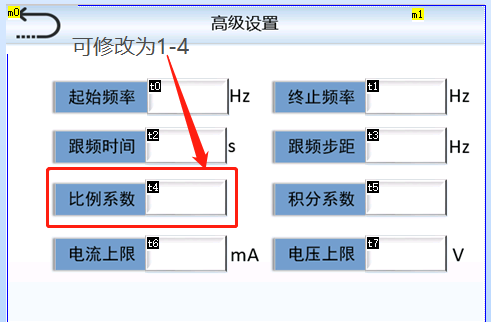 m0
高级设置
m1
可修改为1-4
起始频率 t0 Hz 终止频率 t1 Hz
跟频时间 t2 s 跟频步距 t3 Hz
比例系数 t4 积分系数 t5
电流上限 t6 mA 电压上限 t7 V